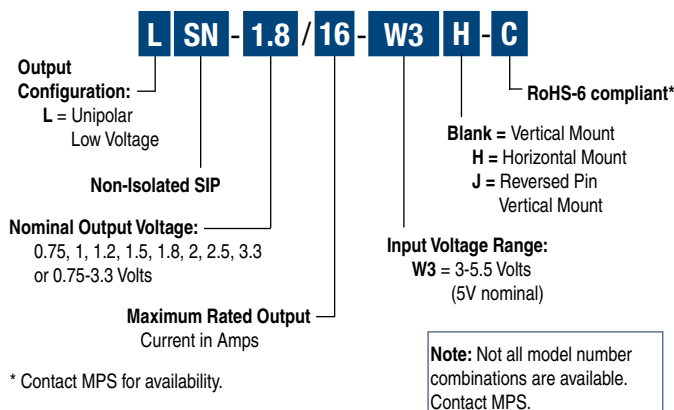 L SN - 1.8 / 16 - W3 H - C
Output
Configuration:
L = Unipolar
Low Voltage
RoHS-6 compliant*
Blank = Vertical Mount
H = Horizontal Mount
J = Reversed Pin
Vertical Mount
Non-Isolated SIP
Nominal Output Voltage:
0.75, 1, 1.2, 1.5, 1.8, 2, 2.5, 3.3
or 0.75-3.3 Volts
Input Voltage Range:
W3 = 3-5.5 Volts
(5V nominal)
Maximum Rated Output
Current in Amps
* Contact MPS for availability.
Note: Not all model number
combinations are available.
Contact MPS.